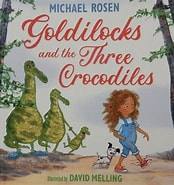 MICHAEL ROSEN
Goldilocks
and the Three
Crocodiles
Illustrated by DAVID MELLING